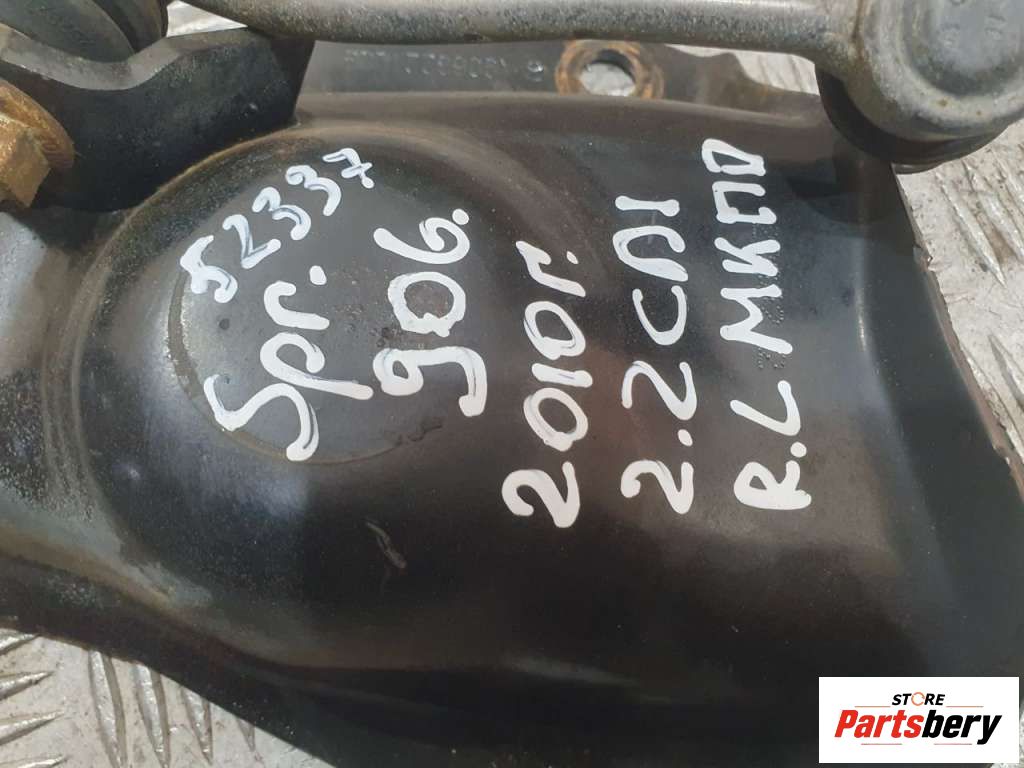 52337
Spr.
906.
2010г.
2.2CDI
R.L МКПП
STORE
Partsbery